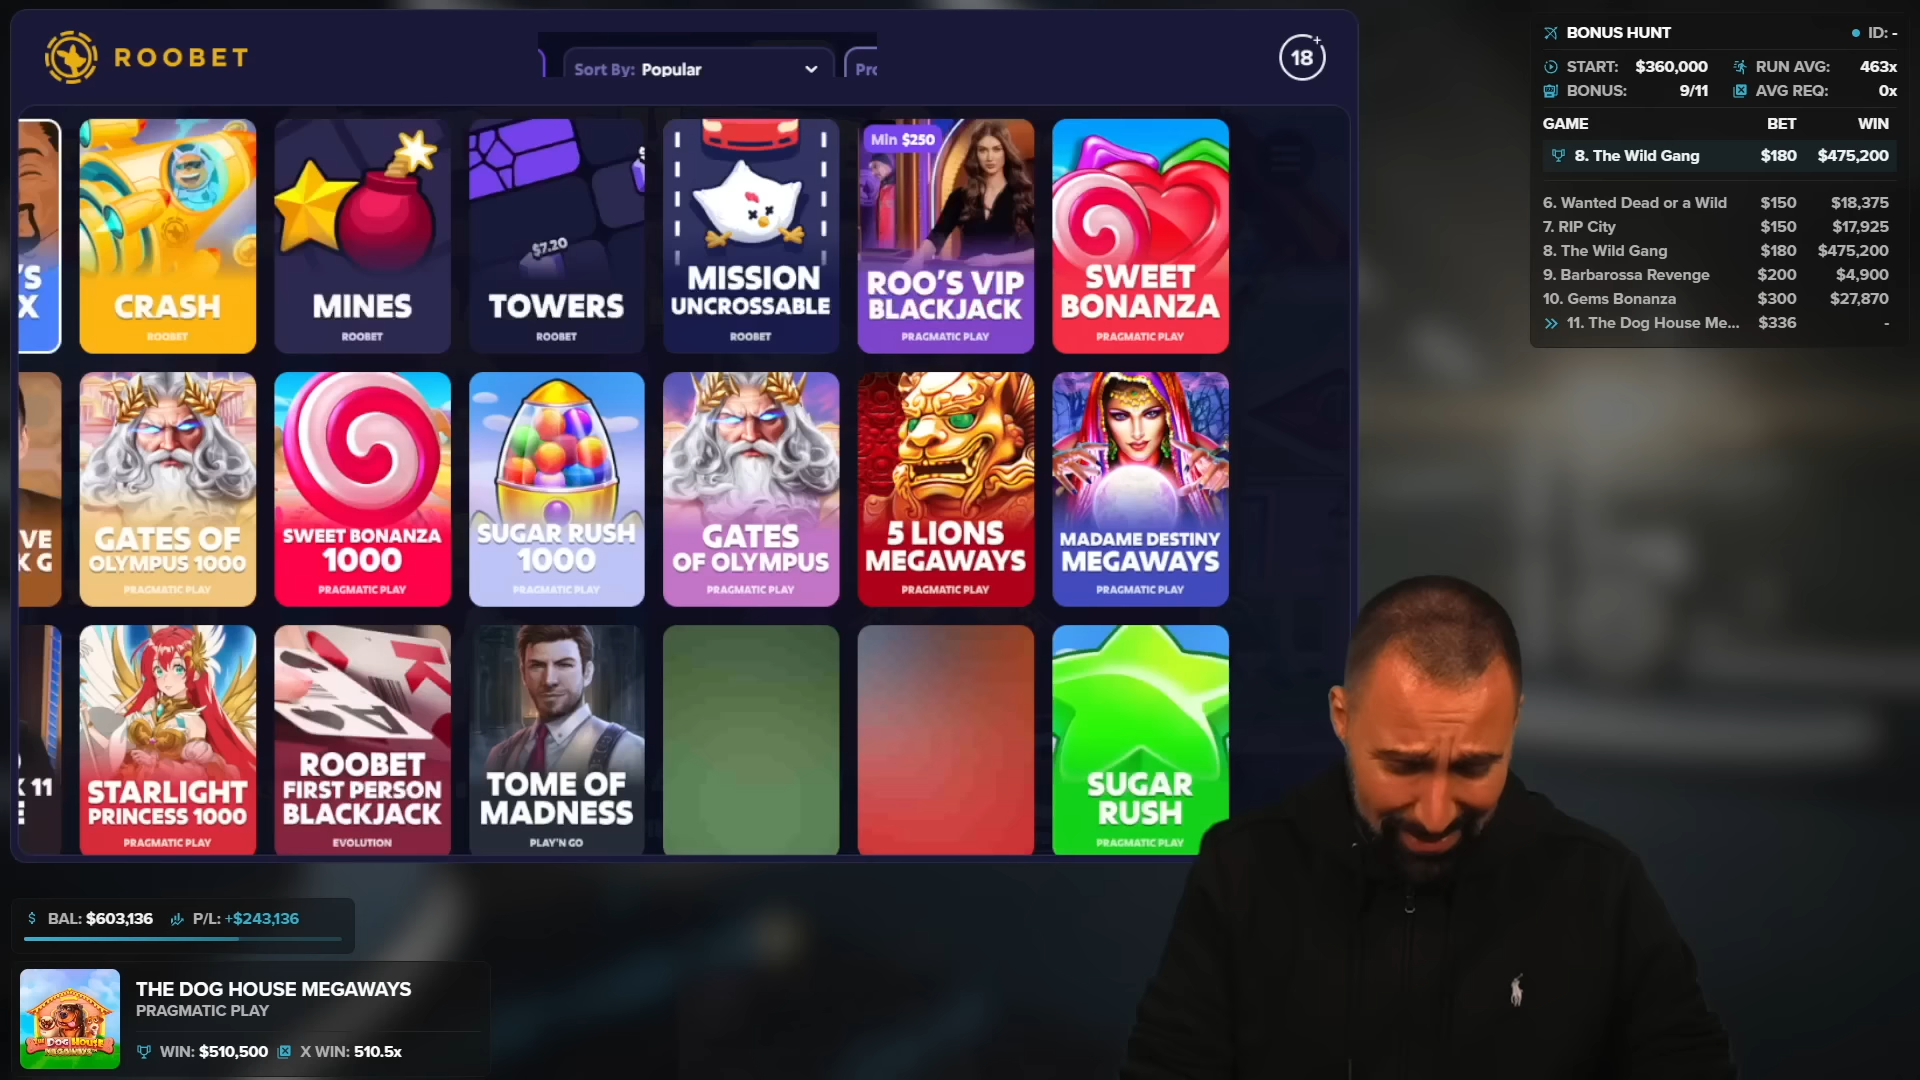 ROOBET
Sort By: Popular
18+
'S
X
CRASH
ROOBET
MINES
ROOBET
$7.20
TOWERS
ROOBET
MISSION
UNCROSSABLE
ROOBET
Min $250
ROO'S VIP
BLACKJACK
PRAGMATIC PLAY
SWEET
BONANZA
PRAGMATIC PLAY
VE
K G
GATES OF
OLYMPUS 1000
PRAGMATIC PLAY
SWEET BONANZA
1000
PRAGMATIC PLAY
SUGAR RUSH
1000
PRAGMATIC PLAY
GATES
OF OLYMPUS
PRAGMATIC PLAY
5 LIONS
MEGAWAYS
PRAGMATIC PLAY
MADAME DESTINY
MEGAWAYS
PRAGMATIC PLAY
11
E
STARLIGHT
PRINCESS 1000
PRAGMATIC PLAY
K
A
ROOBET
FIRST PERSON
BLACKJACK
EVOLUTION
TOME OF
MADNESS
PLAY'N GO
SUGAR
RUSH
PRAGMATIC PLAY
BONUS HUNT ID: -
START: $360,000 RUN AVG: 463x
BONUS: 9/11 AVG REQ: 0x
GAME BET WIN
8. The Wild Gang $180 $475,200
6. Wanted Dead or a Wild $150 $18,375
7. RIP City $150 $17,925
8. The Wild Gang $180 $475,200
9. Barbarossa Revenge $200 $4,900
10. Gems Bonanza $300 $27,870
11. The Dog House Me... $336 -
$ BAL: $603,136 P/L: +$243,136
THE DOG HOUSE
MEGAWAYS
THE DOG HOUSE MEGAWAYS
PRAGMATIC PLAY
WIN: $510,500 X WIN: 510.5x